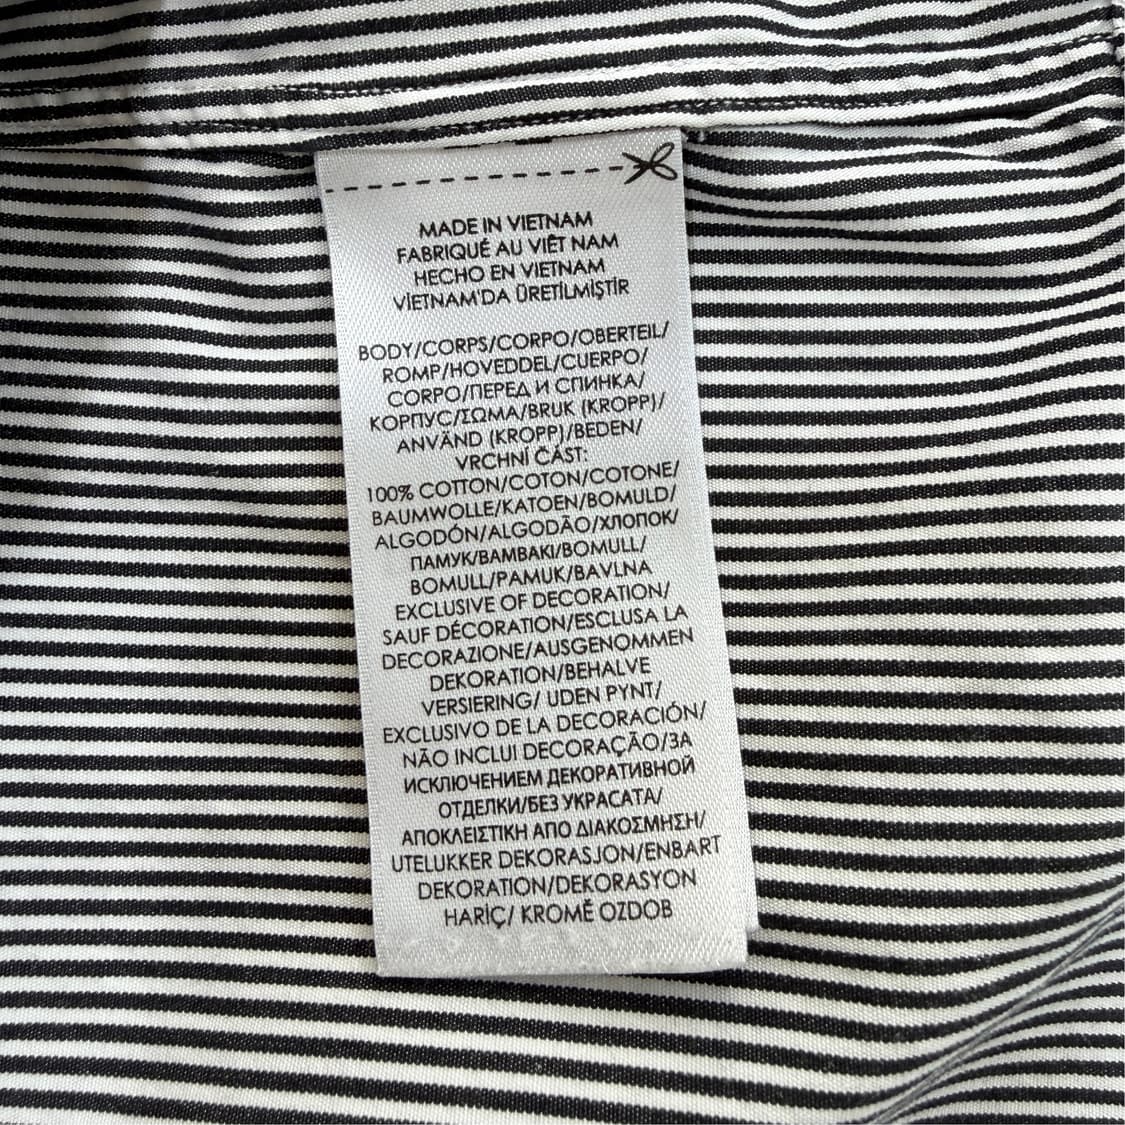 MADE IN VIETNAM
FABRIQUÉ AU VIÊT NAM
HECHO EN VIETNAM
VİETNAM'DA ÜRETİLMİŞTİR
BODY/CORPS/CORPO/OBERTEIL/
ROMP/HOVEDDEL/CUERPO/
CORPO/ПЕРЕД И СПИНКА/
КОРПУС/ΣΩΜΑ/BRUK (KROPP)/
ANVÄND (KROPP)/BEDEN/
VRCHNÍ ČÁST:
100% COTTON/COTON/COTONE/
BAUMWOLLE/KATOEN/BOMULD/
ALGODÓN/ALGODÃO/ХЛОПОК/
ПАМУК/ΒΑΜΒΑΚΙ/BOMULL/
BOMULL/PAMUK/BAVLNA
EXCLUSIVE OF DECORATION/
SAUF DÉCORATION/ESCLUSA LA
DECORAZIONE/AUSGENOMMEN
DEKORATION/BEHALVE
VERSIERING/ UDEN PYNT/
EXCLUSIVO DE LA DECORACIÓN/
NÃO INCLUI DECORAÇÃO/ЗА
ИСКЛЮЧЕНИЕМ ДЕКОРАТИВНОЙ
ОТДЕЛКИ/БЕЗ УКРАСАТА/
ΑΠΟΚΛΕΙΣΤΙΚΗ ΑΠΟ ΔΙΑΚΟΣΜΗΣΗ/
UTELUKKER DEKORASJON/ENBART
DEKORATION/DEKORASYON
HARİÇ/ KROMĚ OZDOB